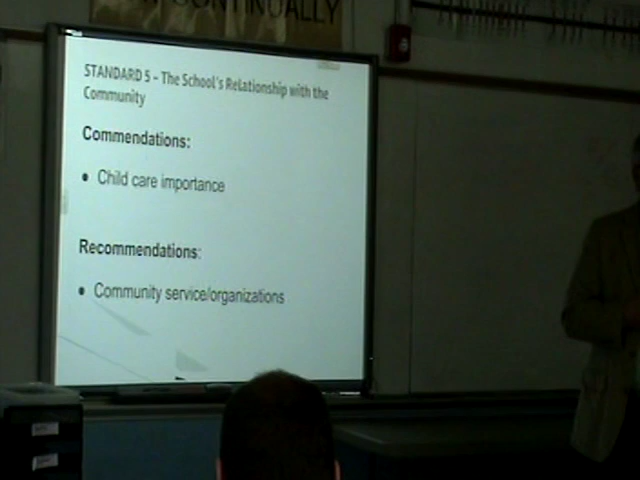 CONTINUALLY
STANDARD 5 – The School's Relationship with the
Community
Commendations:
• Child care importance
Recommendations:
• Community service/organizations